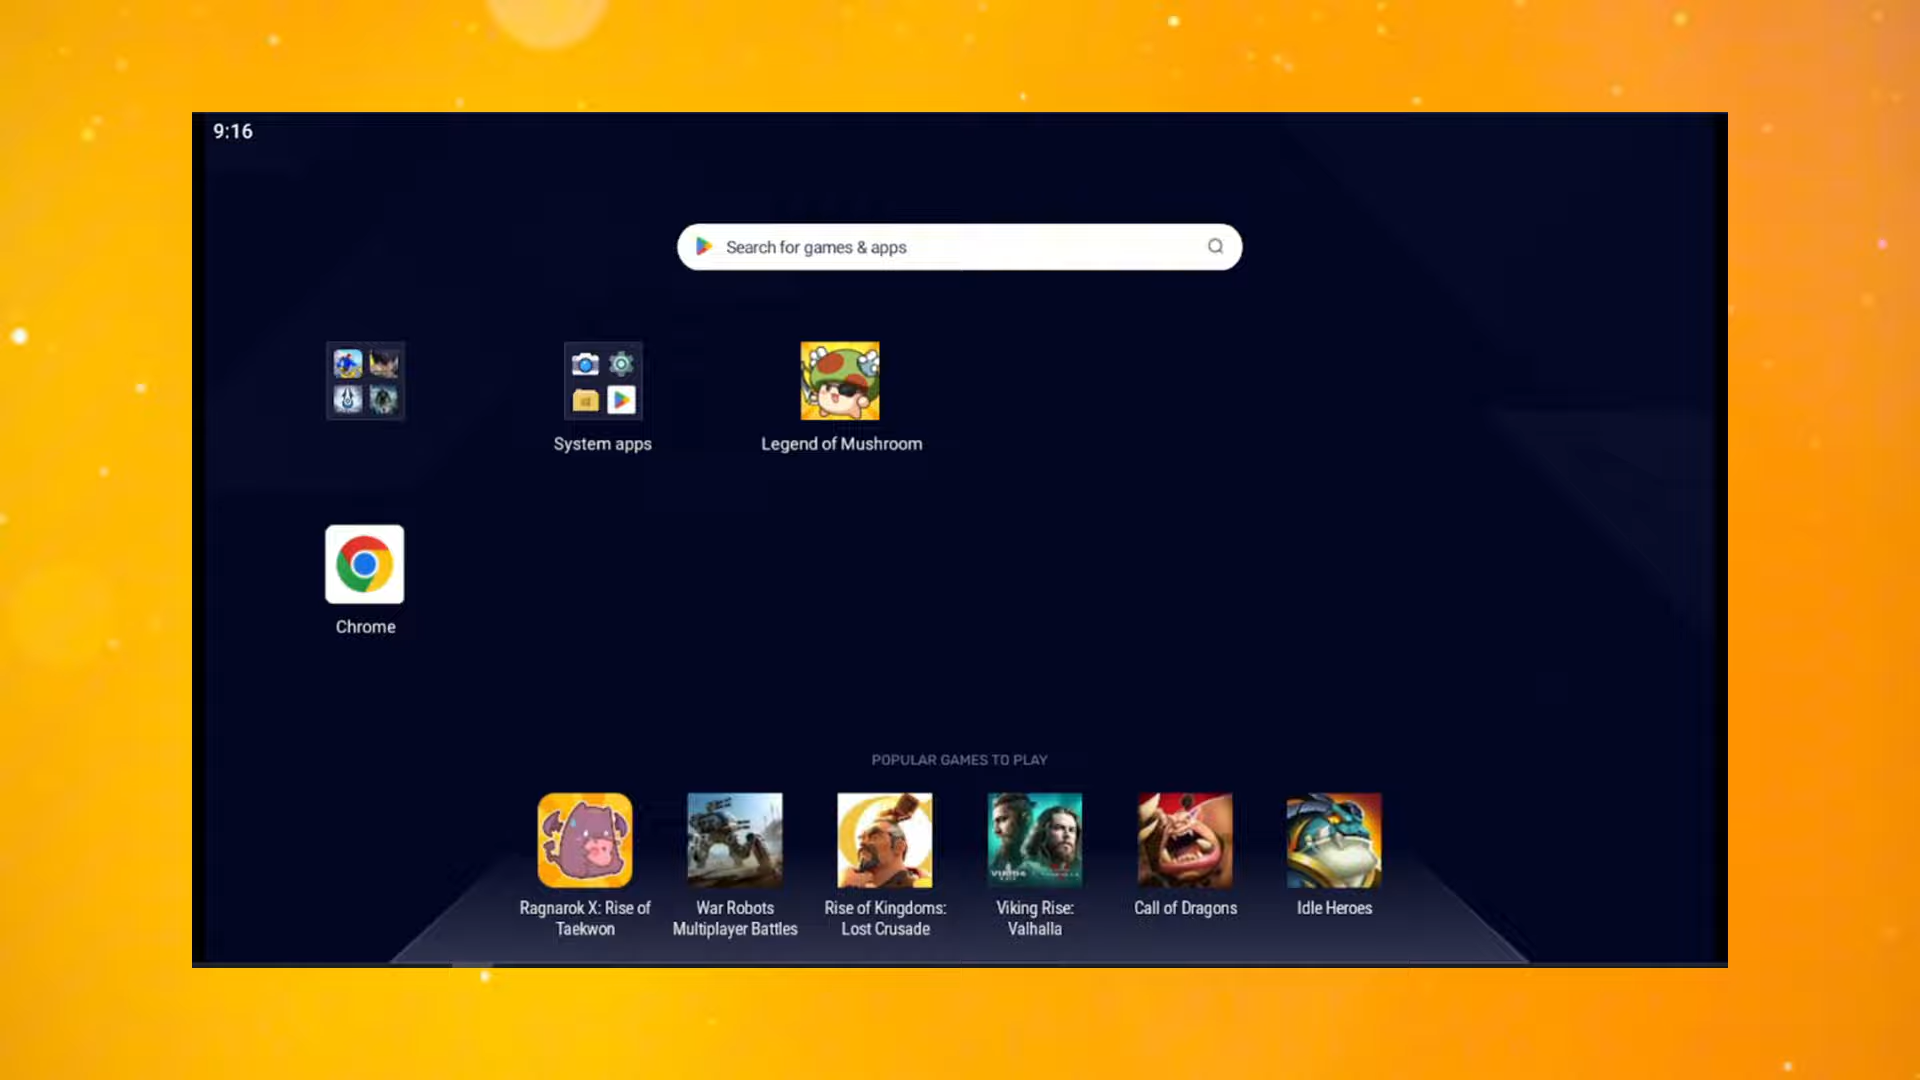 9:16
Search for games & apps
System apps
Legend of Mushroom
Chrome
POPULAR GAMES TO PLAY
Ragnarok X: Rise of
Taekwon
War Robots
Multiplayer Battles
Rise of Kingdoms:
Lost Crusade
Viking Rise:
Valhalla
Call of Dragons
Idle Heroes